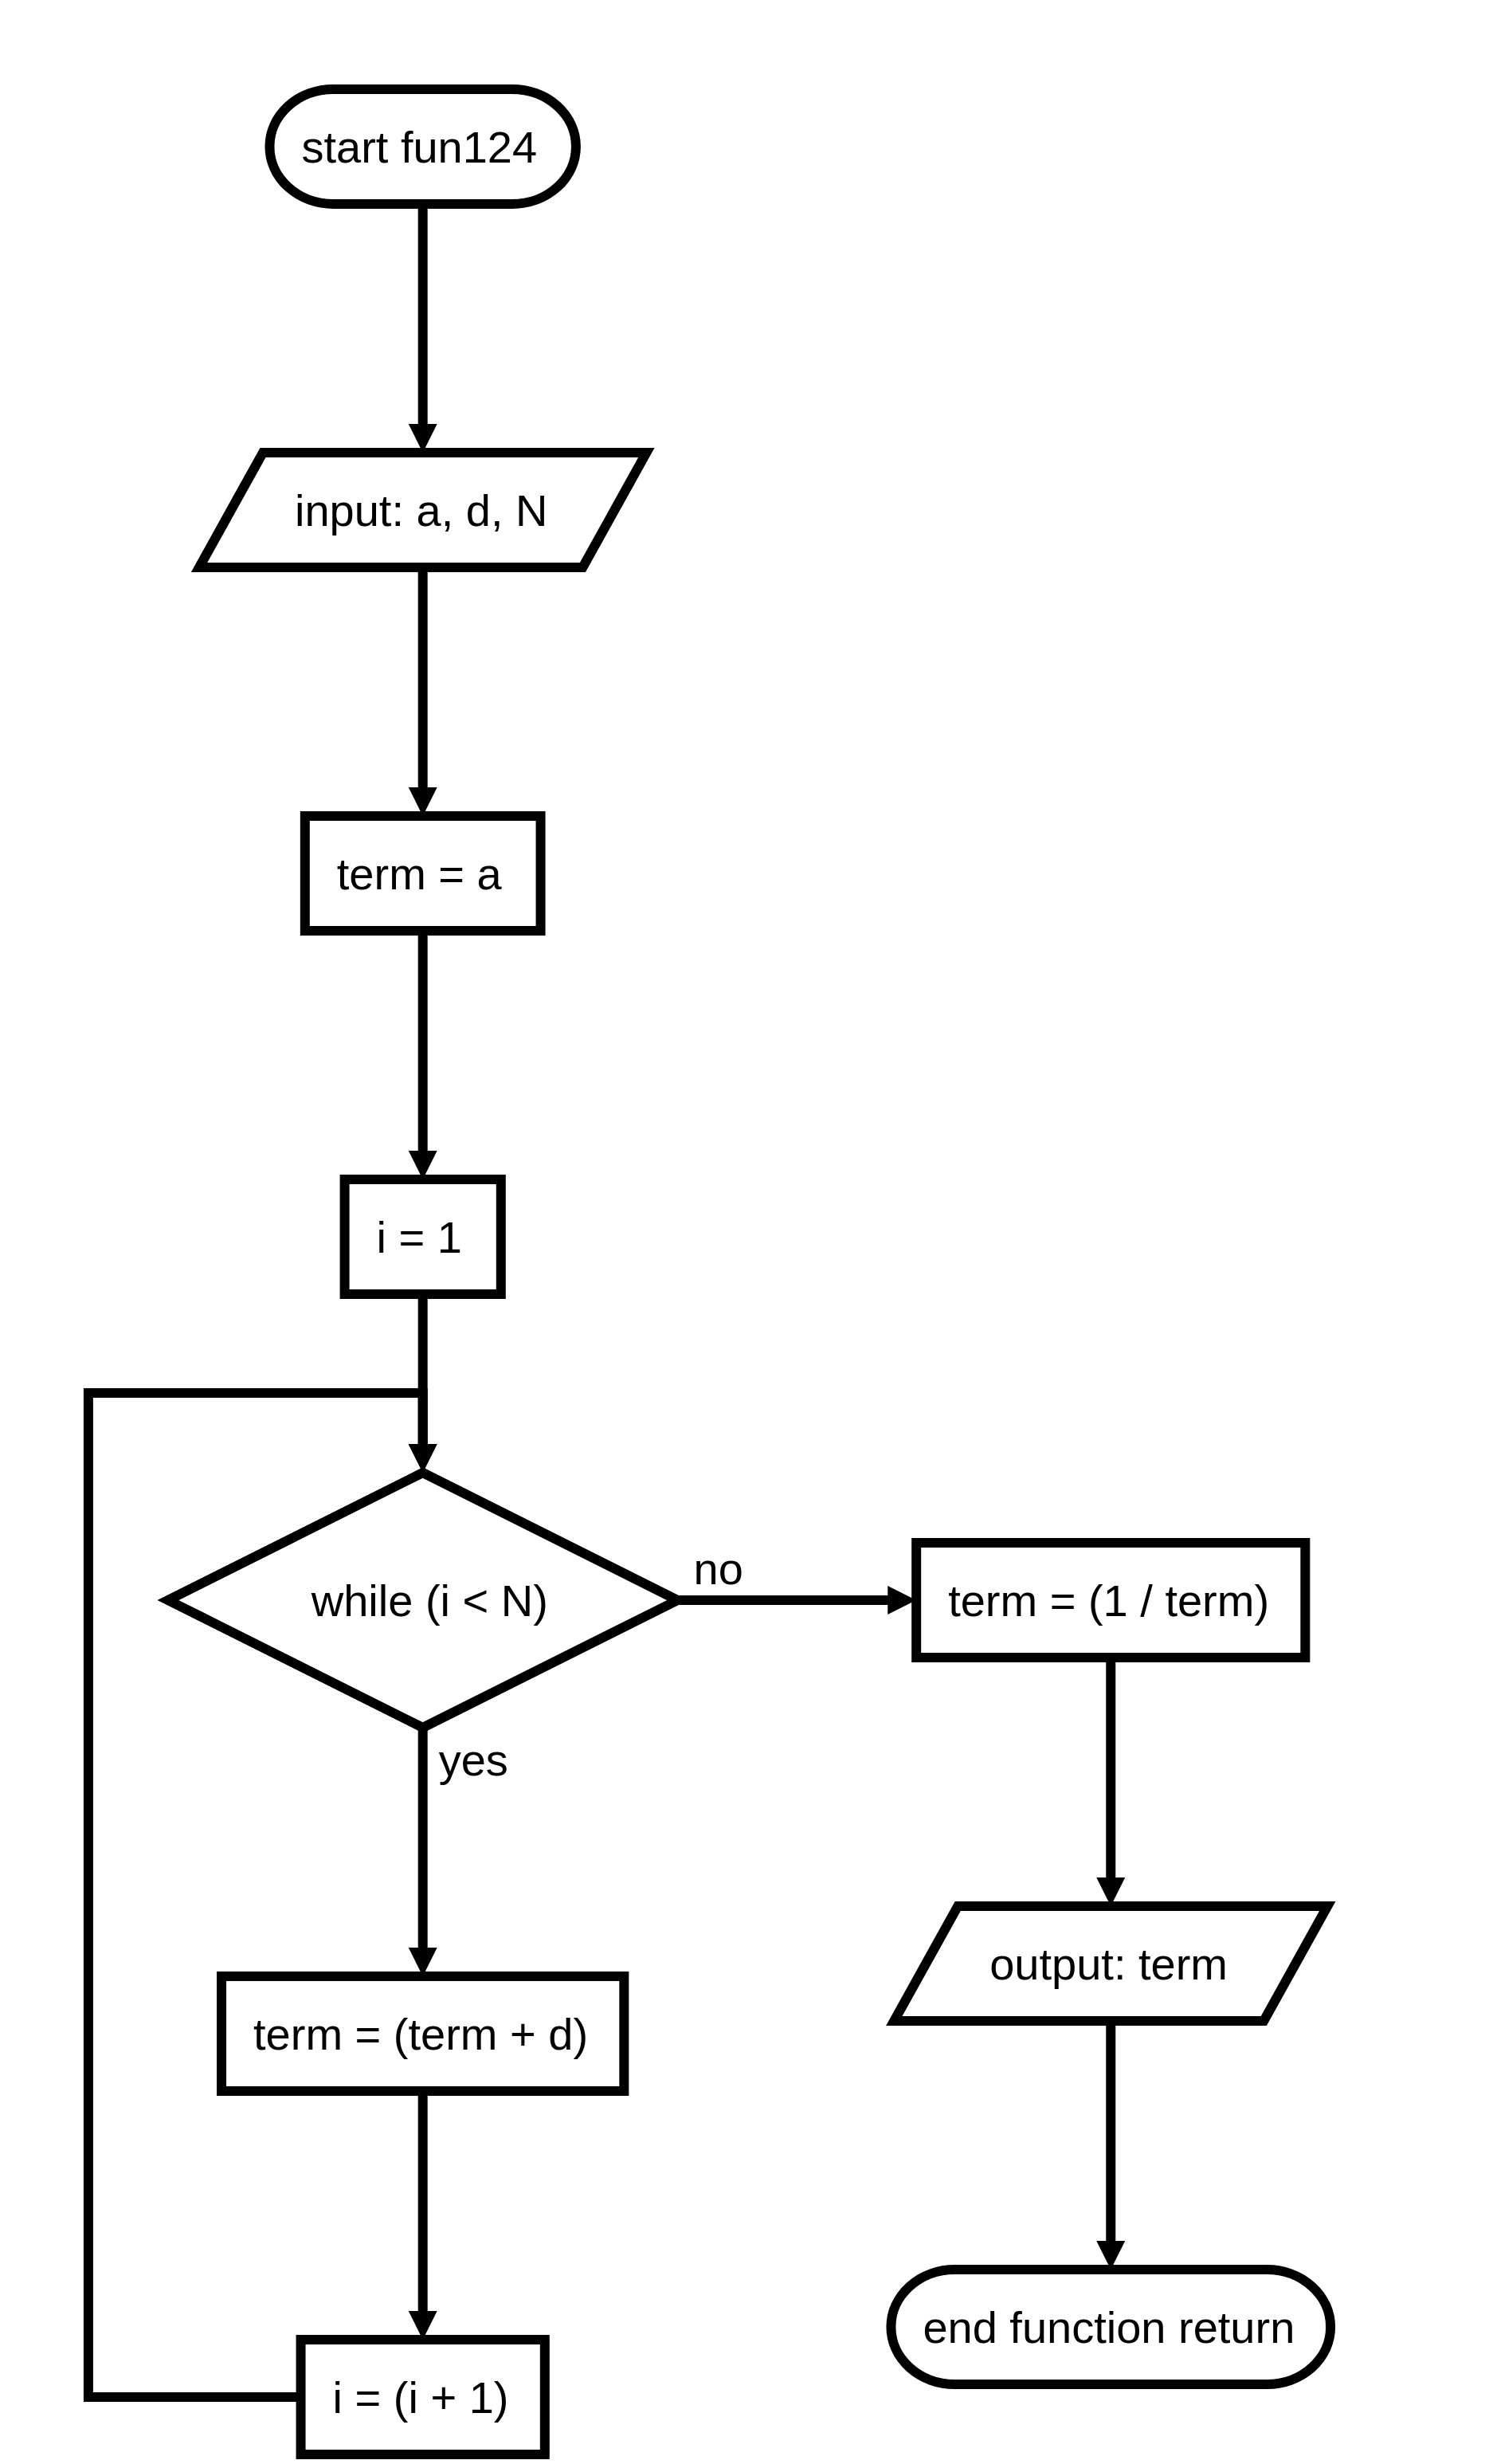 start fun124
input: a, d, N
term = a
i = 1
while (i < N)
no
term = (1 / term)
yes
output: term
term = (term + d)
end function return
i = (i + 1)